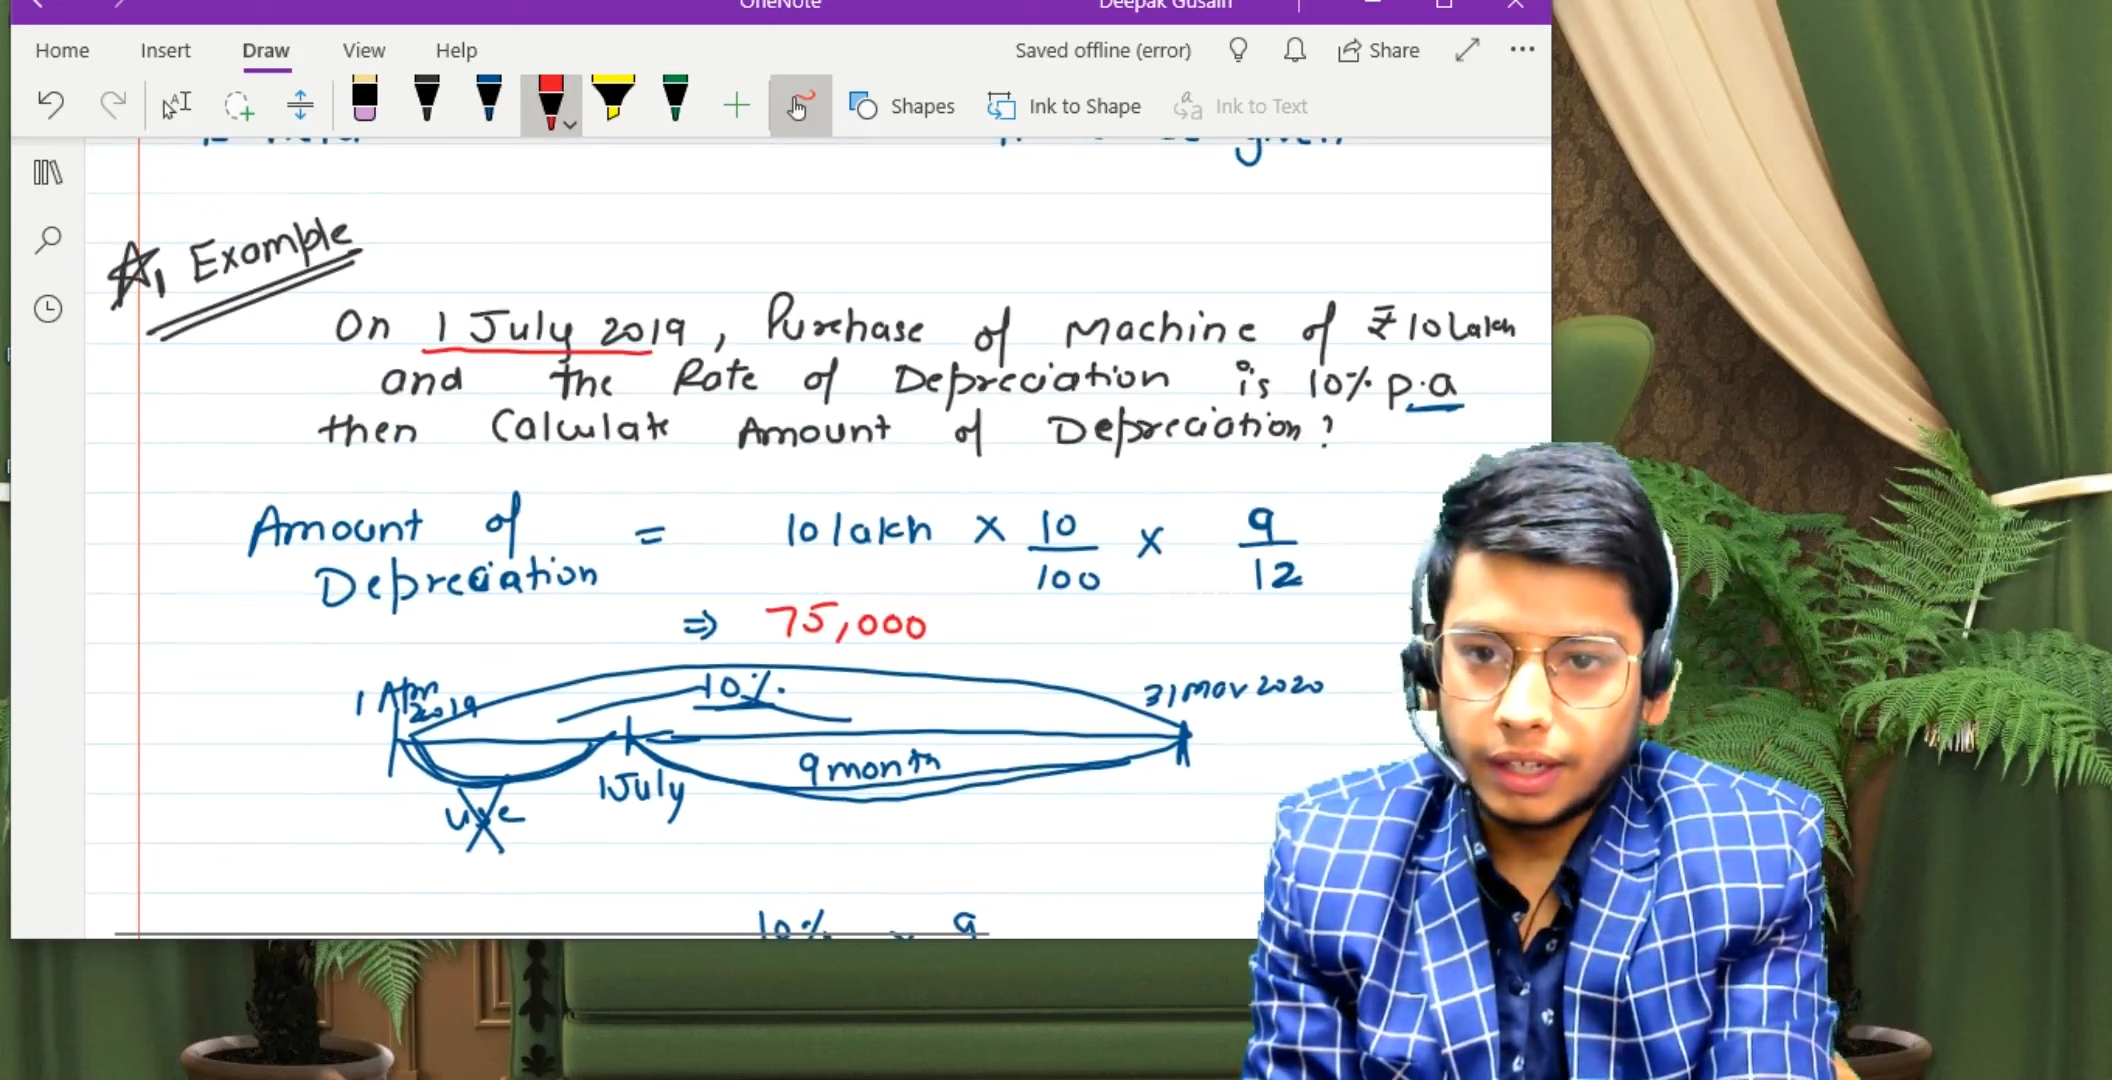 OneNote
Deepak Gusain
Home Insert Draw View Help
Saved offline (error) Share
Shapes Ink to Shape Ink to Text
given
Example
On 1 July 2019, Purchase of Machine of ₹10 Lakh
and the Rate of Depreciation is 10% p.a
then Calculate Amount of Depreciation?
Amount of Depreciation = 10 lakh × 10/100 × 9/12
⇒ 75,000
1 Apr 2019 10% 31 Mar 2020
9 month
1 July
use
10% × 9